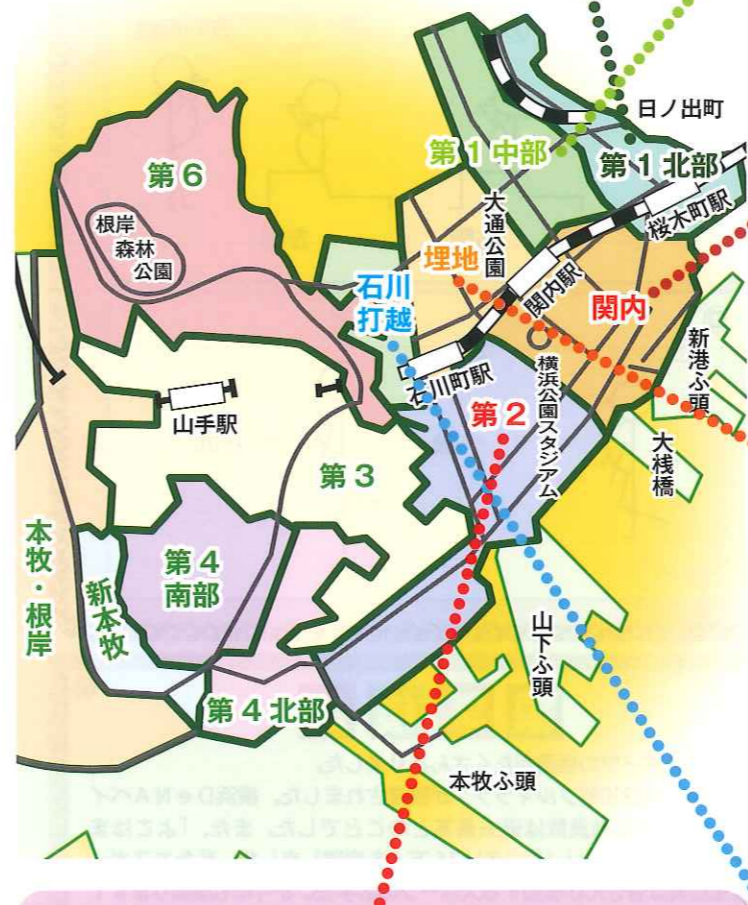 日ノ出町
第1中部
第1北部
第6
大通公園
桜木町駅
根岸
森林
公園
埋地
関内駅
石川
打越
関内
新港ふ頭
石川町駅
横浜公園スタジアム
山手駅
第2
大桟橋
第3
本牧・根岸
新本牧
第4
南部
山下ふ頭
第4北部
本牧ふ頭